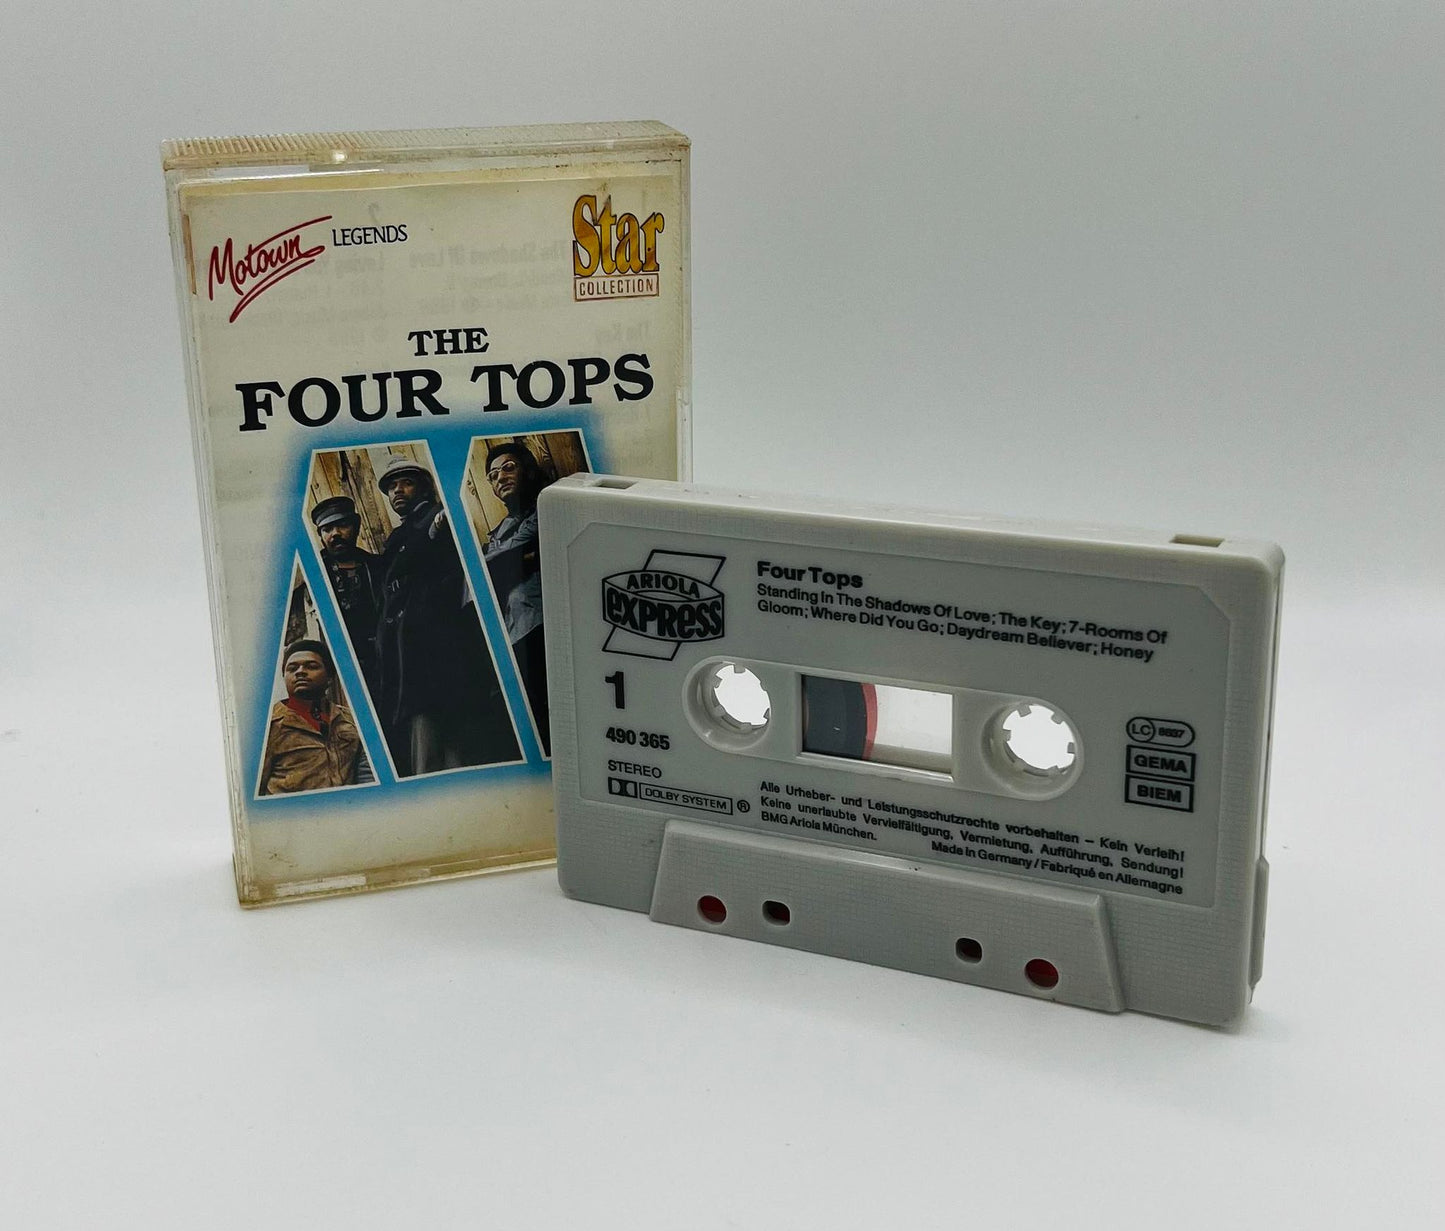 Motown LEGENDS
Star
COLLECTION
THE
FOUR TOPS
ARIOLA
EXPRESS
1
490 365
STEREO
DOLBY SYSTEM ®
Four Tops
Standing In The Shadows Of Love; The Key; 7-Rooms Of
Gloom; Where Did You Go; Daydream Believer; Honey
LC
GEMA
BIEM
Alle Urheber- und Leistungsschutzrechte vorbehalten – Kein Verleih!
Keine unerlaubte Vervielfältigung, Vermietung, Aufführung, Sendung!
BMG Ariola München.
Made in Germany / Fabriqué en Allemagne